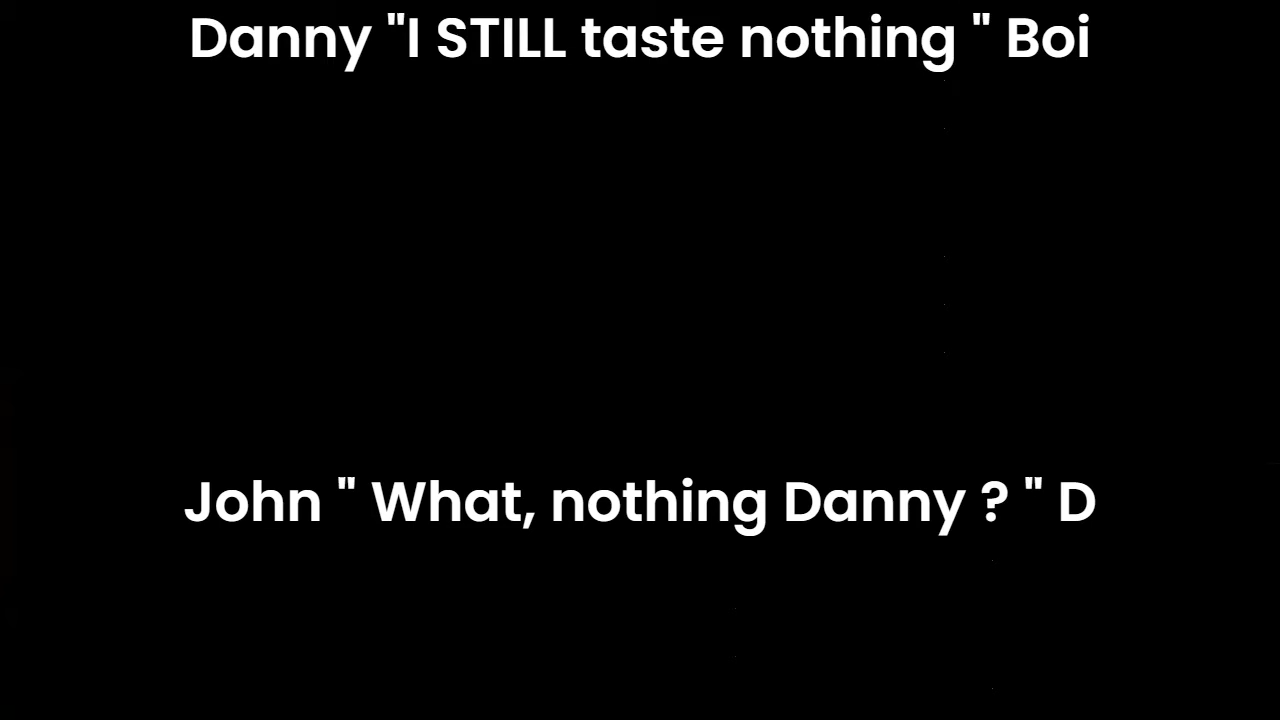 Danny "I STILL taste nothing " Boi
John " What, nothing Danny ? " D